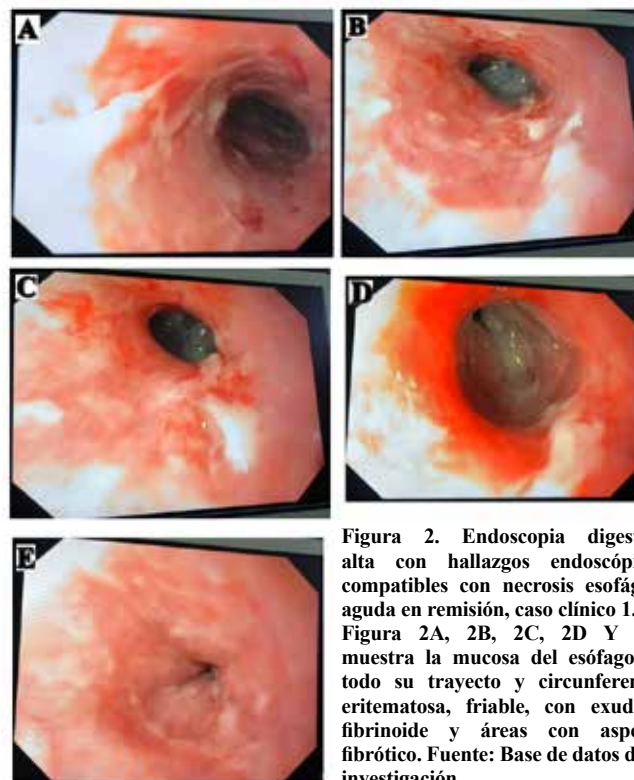 A
B
C
D
E
Figura 2. Endoscopia digest
alta con hallazgos endoscópi
compatibles con necrosis esofág
aguda en remisión, caso clínico 1.
Figura 2A, 2B, 2C, 2D Y
muestra la mucosa del esófago
todo su trayecto y circunferen
eritematosa, friable, con exud
fibrinoide y áreas con aspe
fibrótico. Fuente: Base de datos d
investigación